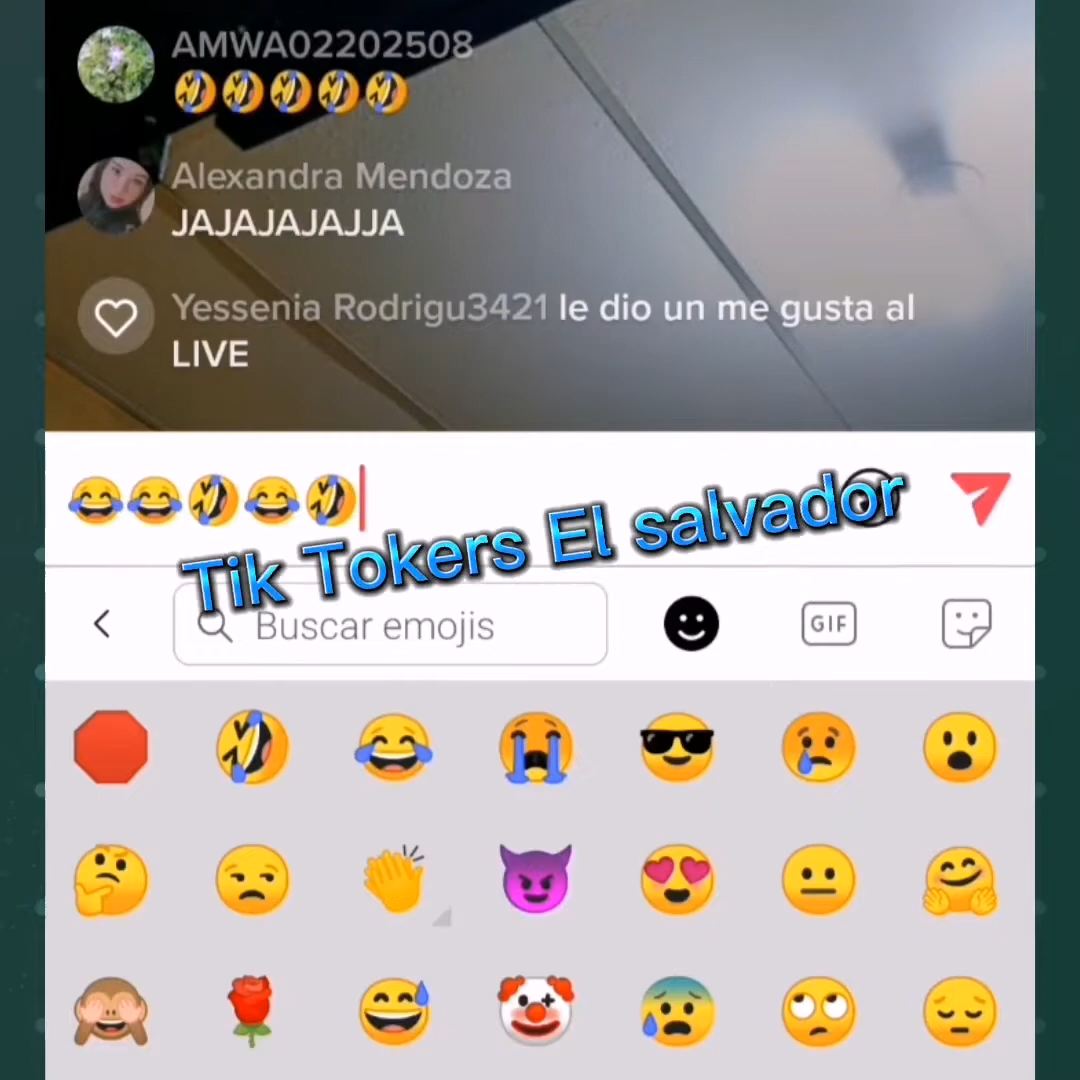 AMWA02202508
🤣🤣🤣🤣🤣
Alexandra Mendoza
JAJAJAJAJJA
Yessenia Rodrigu3421 le dio un me gusta al
LIVE
😂😂🤣😂🤣
Tik Tokers El salvador
Buscar emojis
GIF